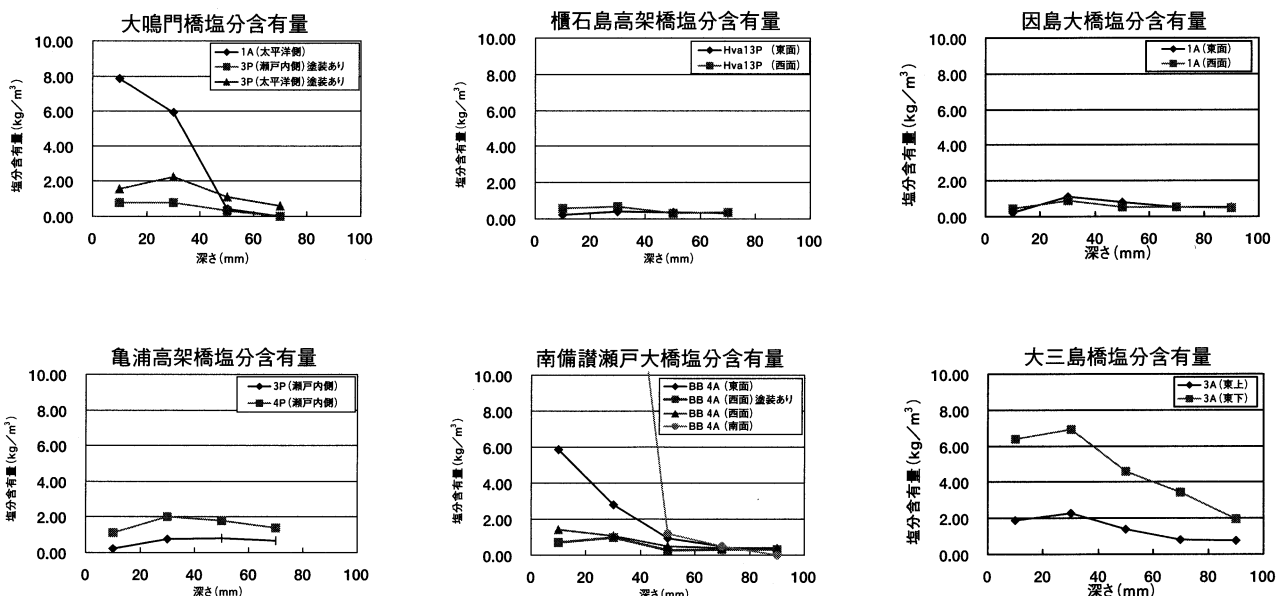 大鳴門橋塩分含有量
10.00
8.00
6.00
4.00
2.00
0.00
塩分含有量(kg/m³)
1A(太平洋側)
3P(瀬戸内側)塗装あり
3P(太平洋側)塗装あり
0 20 40 60 80 100
深さ(mm)
櫃石島高架橋塩分含有量
10.00
8.00
6.00
4.00
2.00
0.00
塩分含有量(kg/m³)
Hva13P (東面)
Hva13P (西面)
0 20 40 60 80 100
深さ(mm)
因島大橋塩分含有量
10.00
8.00
6.00
4.00
2.00
0.00
塩分含有量(kg/m³)
1A(東面)
1A(西面)
0 20 40 60 80 100
深さ(mm)
亀浦高架橋塩分含有量
10.00
8.00
6.00
4.00
2.00
0.00
塩分含有量(kg/m³)
3P(瀬戸内側)
4P(瀬戸内側)
0 20 40 60 80 100
深さ(mm)
南備讃瀬戸大橋塩分含有量
10.00
8.00
6.00
4.00
2.00
0.00
塩分含有量(kg/m³)
BB 4A (東面)
BB 4A (西面)塗装あり
BB 4A (西面)
BB 4A (南面)
0 20 40 60 80 100
深さ(mm)
大三島橋塩分含有量
10.00
8.00
6.00
4.00
2.00
0.00
塩分含有量(kg/m³)
3A(東上)
3A(東下)
0 20 40 60 80 100
深さ(mm)